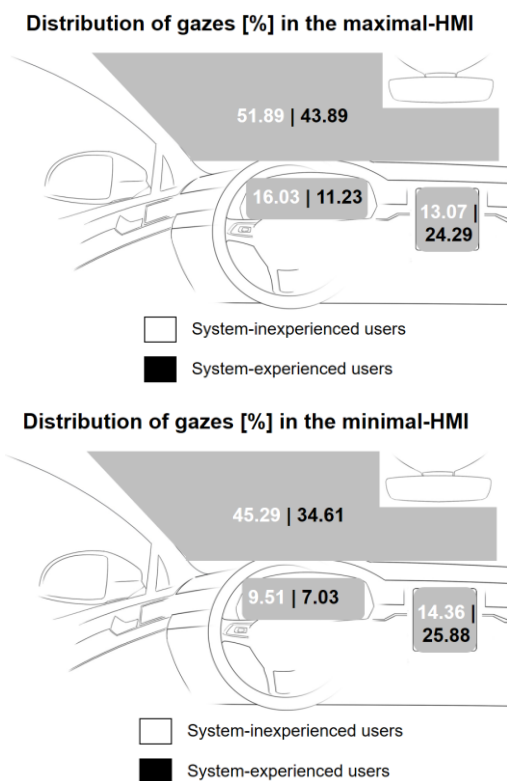 Distribution of gazes [%] in the maximal-HMI
51.89 | 43.89
16.03 | 11.23
13.07 |
24.29
System-inexperienced users
System-experienced users
Distribution of gazes [%] in the minimal-HMI
45.29 | 34.61
9.51 | 7.03
14.36 |
25.88
System-inexperienced users
System-experienced users